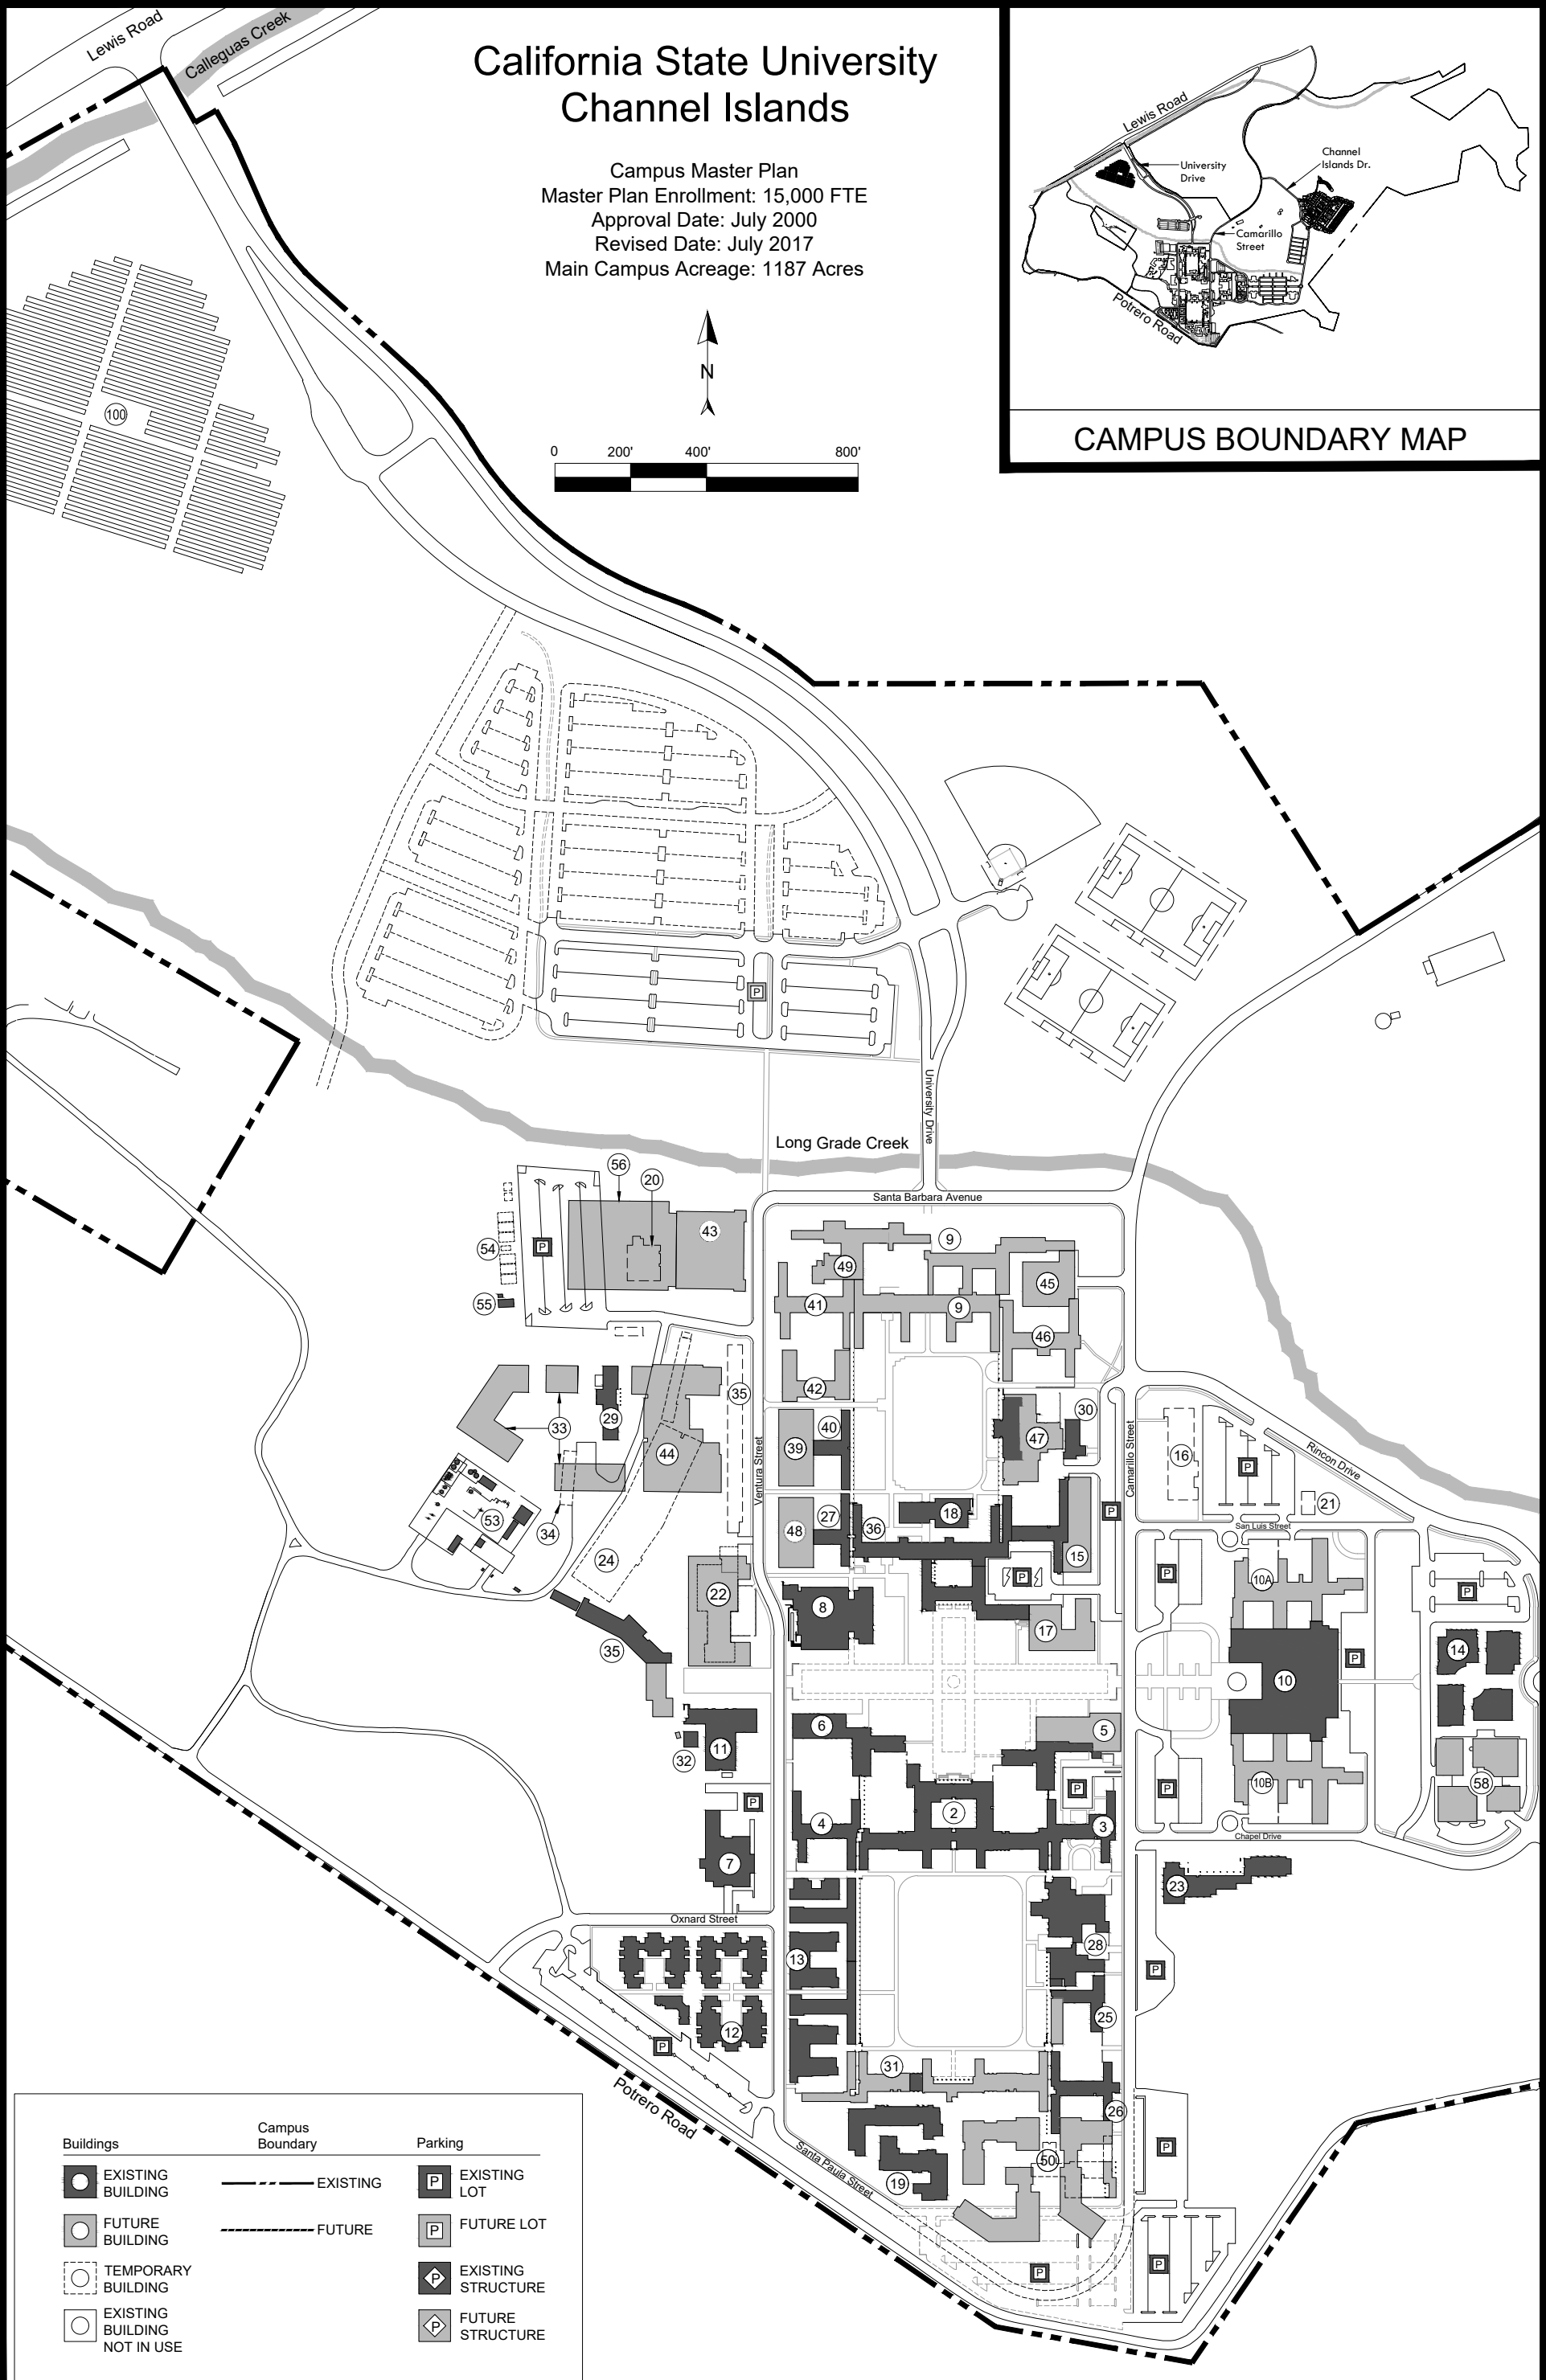 California State University
Channel Islands
Campus Master Plan
Master Plan Enrollment: 15,000 FTE
Approval Date: July 2000
Revised Date: July 2017
Main Campus Acreage: 1187 Acres
N
0 200' 400' 800'
Lewis Road
Calleguas Creek
Lewis Road
University
Drive
Channel
Islands Dr.
Camarillo
Street
Potrero Road
CAMPUS BOUNDARY MAP
100
P
University Drive
Long Grade Creek
Santa Barbara Avenue
56
20
43
54
P
55
9
49
45
41
9
46
42
35
29
33
44
40
39
47
30
16
P
Rincon Drive
Ventura Street
Camarillo Street
21
San Luis Street
53
34
48
27
36
18
15
P
24
22
8
P
17
P
10A
P
35
14
10
P
6
5
11
32
P
P
P
10B
58
4
2
3
Chapel Drive
7
23
Oxnard Street
13
28
P
25
12
P
31
26
Potrero Road
Santa Paula Street
19
50
P
P
P
Buildings
Campus
Boundary
Parking
EXISTING
BUILDING
EXISTING
P
EXISTING
LOT
FUTURE
BUILDING
FUTURE
P
FUTURE LOT
TEMPORARY
BUILDING
P
EXISTING
STRUCTURE
EXISTING
BUILDING
NOT IN USE
P
FUTURE
STRUCTURE